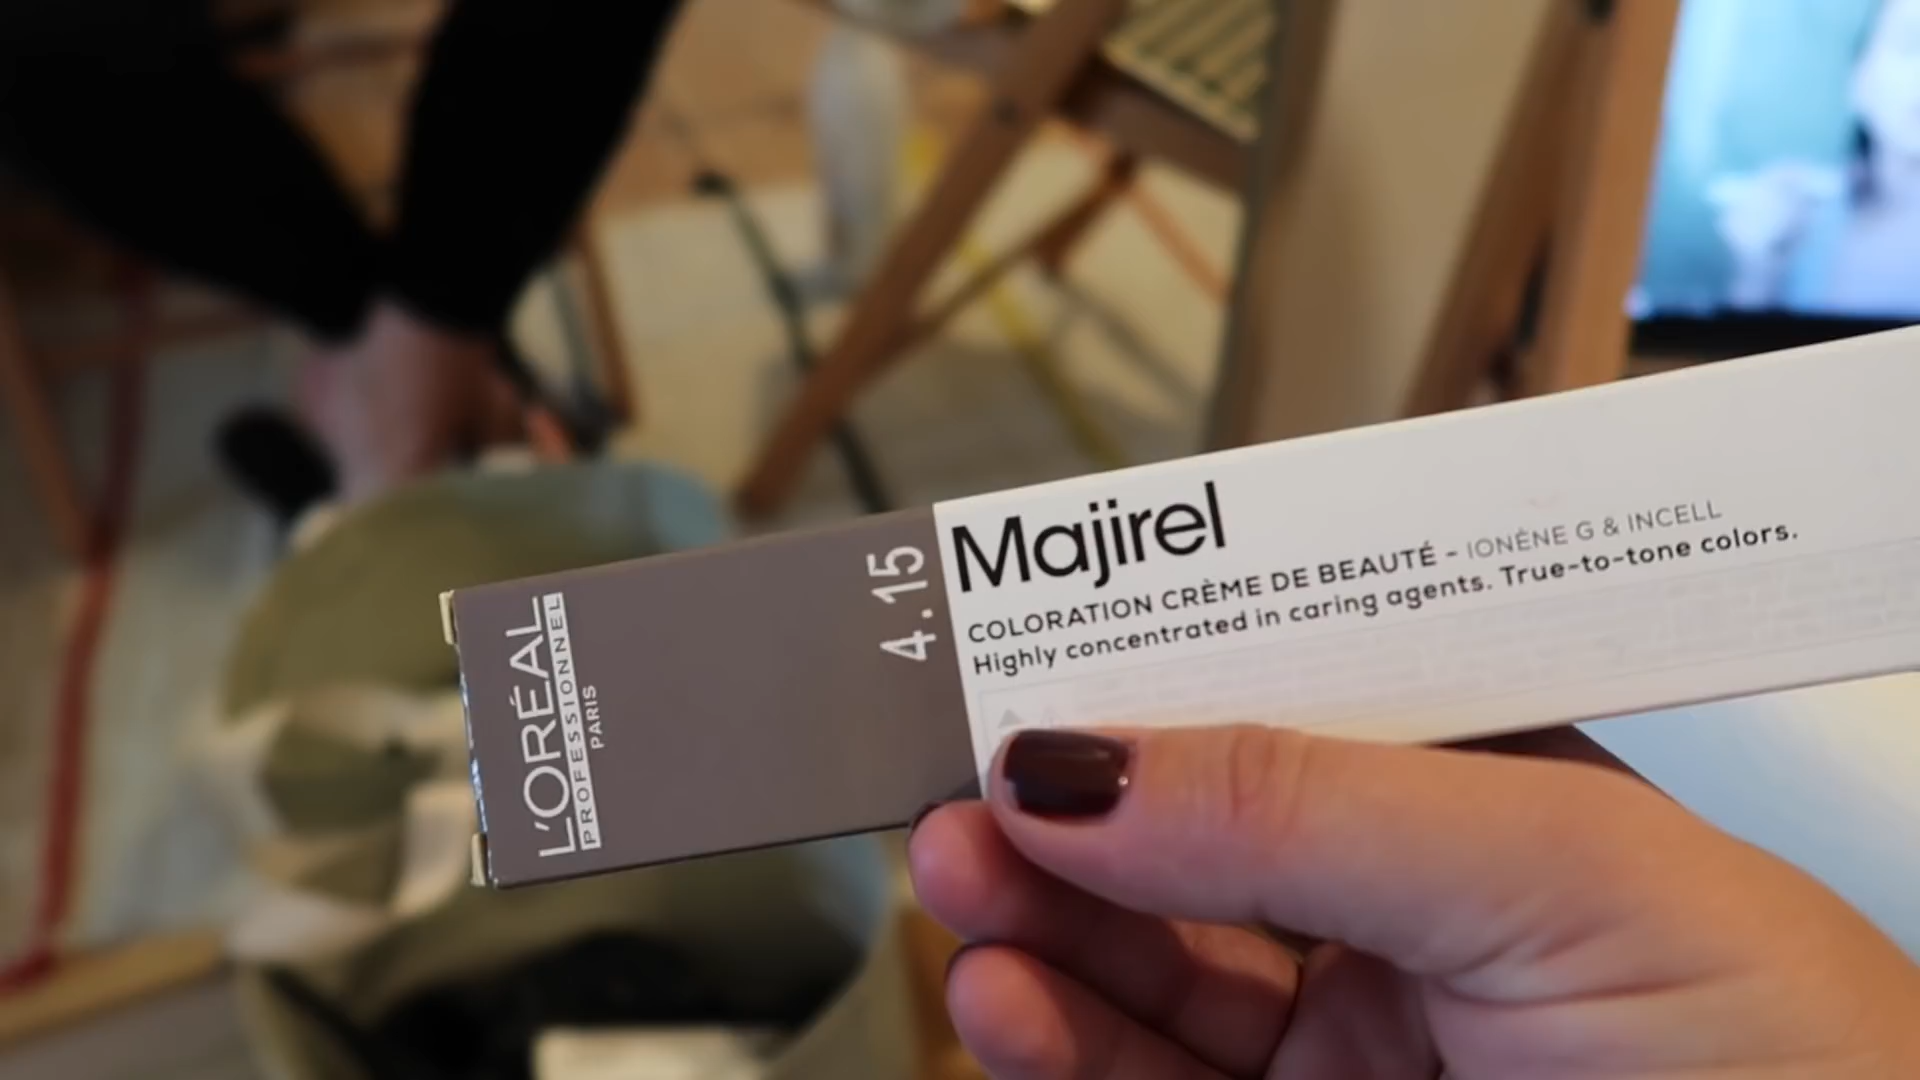 L'ORÉAL
PROFESSIONNEL
PARIS
4.15
Majirel
COLORATION CRÈME DE BEAUTÉ - IONÈNE G & INCELL
Highly concentrated in caring agents. True-to-tone colors.